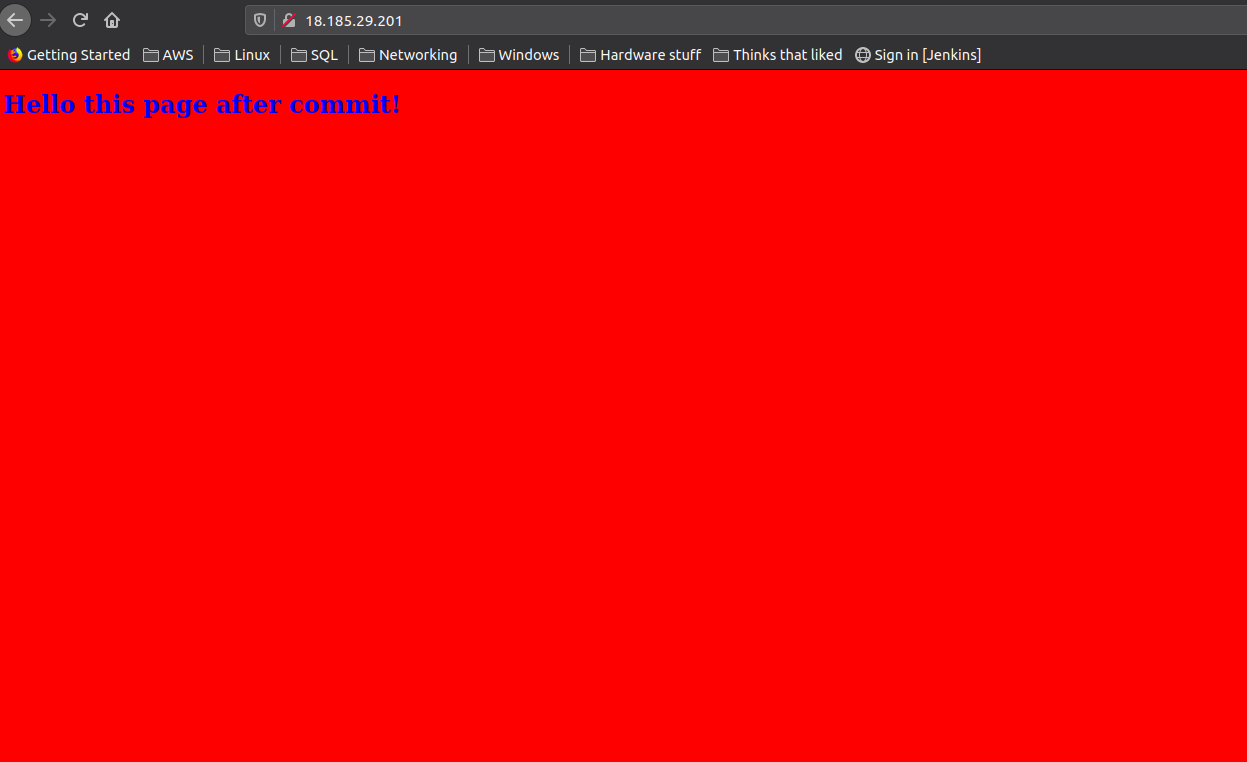 18.185.29.201
Getting Started AWS Linux SQL Networking Windows Hardware stuff Thinks that liked Sign in [Jenkins]
Hello this page after commit!